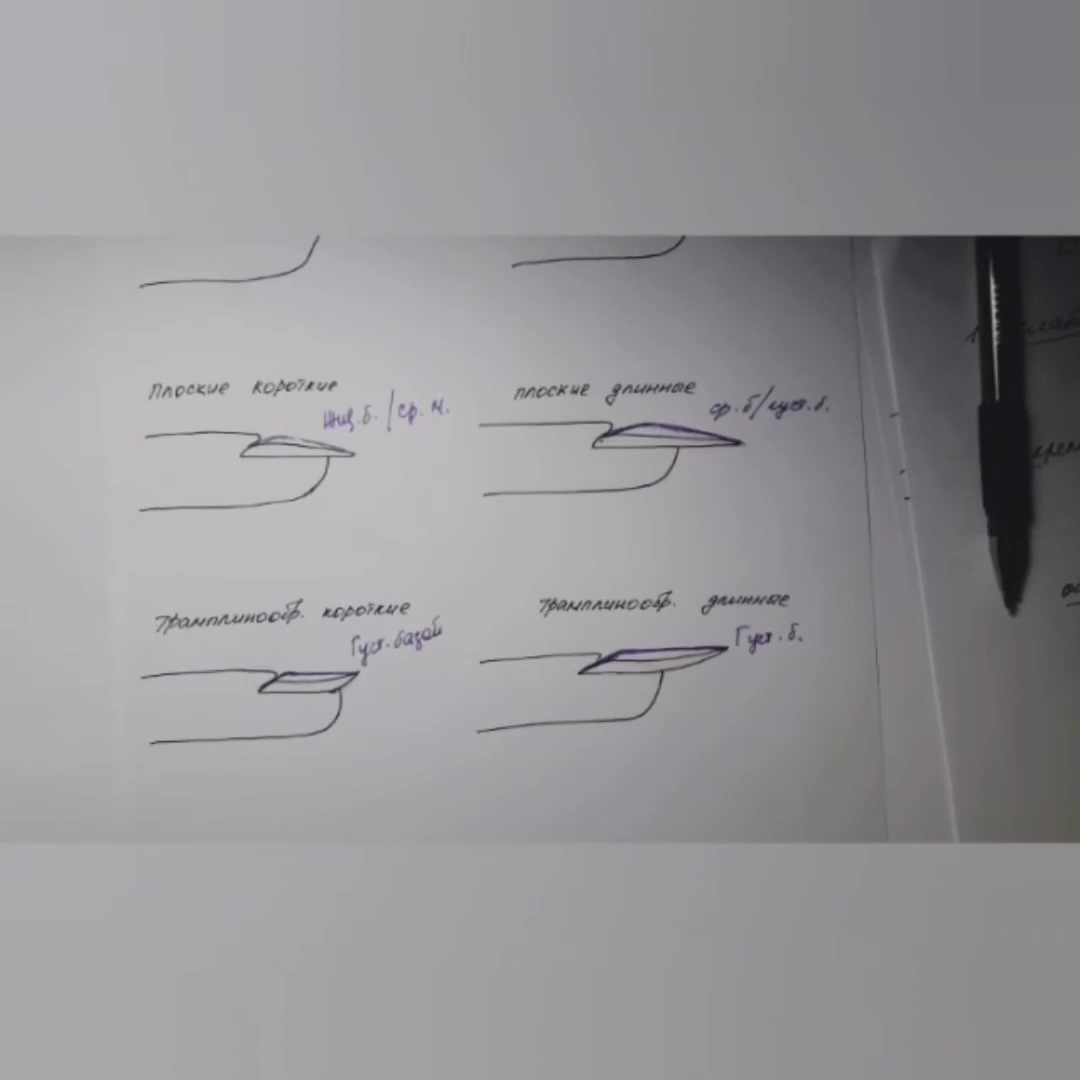 Плоские короткие
Жид. б. / ср. м.
плоские длинные
ср. б/густ. б.
трамплинообр. короткие
Густ. базой
трамплинообр. длинные
Густ. б.